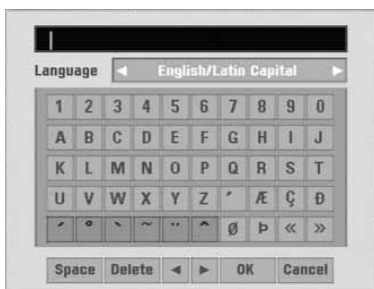 Language ◀ English/Latin Capital ▶
1 2 3 4 5 6 7 8 9 0
A B C D E F G H I J
K L M N O P Q R S T
U V W X Y Z ʹ Æ Ç Ð
´ ° ` ~ ¨ ^ Ø Þ « »
Space Delete ◀ ▶ OK Cancel